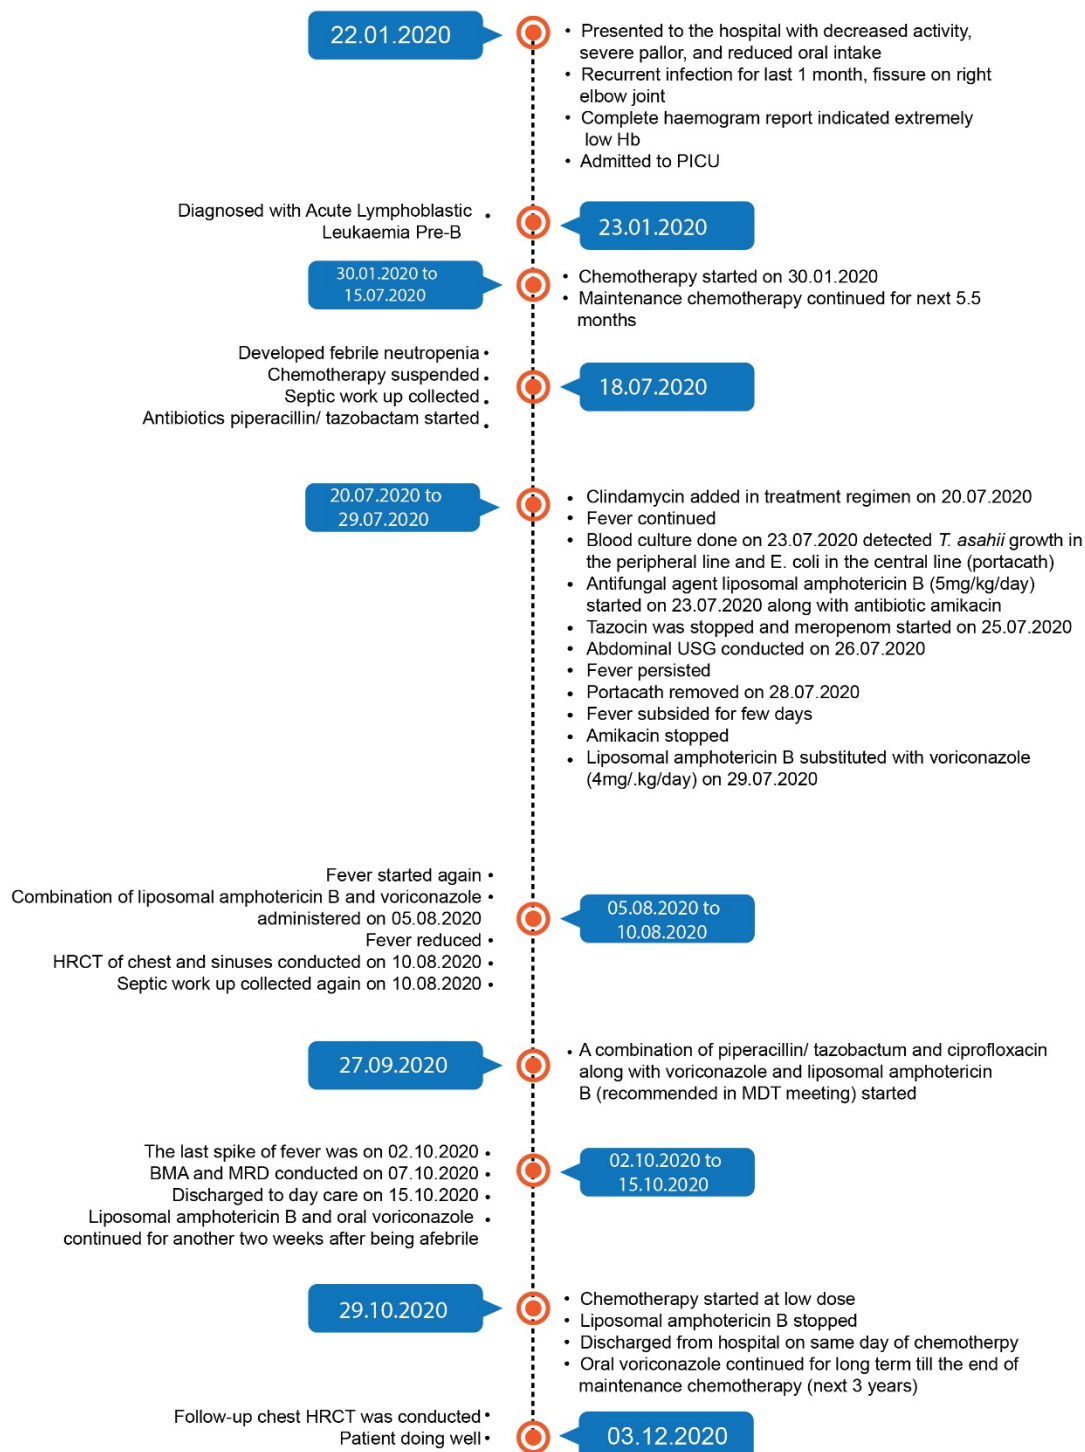 22.01.2020
• Presented to the hospital with decreased activity,
severe pallor, and reduced oral intake
• Recurrent infection for last 1 month, fissure on right
elbow joint
• Complete haemogram report indicated extremely
low Hb
• Admitted to PICU
Diagnosed with Acute Lymphoblastic •
Leukaemia Pre-B
23.01.2020
30.01.2020 to
15.07.2020
• Chemotherapy started on 30.01.2020
• Maintenance chemotherapy continued for next 5.5
months
Developed febrile neutropenia •
Chemotherapy suspended •
Septic work up collected •
Antibiotics piperacillin/ tazobactam started •
18.07.2020
20.07.2020 to
29.07.2020
• Clindamycin added in treatment regimen on 20.07.2020
• Fever continued
• Blood culture done on 23.07.2020 detected T. asahii growth in
the peripheral line and E. coli in the central line (portacath)
• Antifungal agent liposomal amphotericin B (5mg/kg/day)
started on 23.07.2020 along with antibiotic amikacin
• Tazocin was stopped and meropenom started on 25.07.2020
• Abdominal USG conducted on 26.07.2020
• Fever persisted
• Portacath removed on 28.07.2020
• Fever subsided for few days
• Amikacin stopped
• Liposomal amphotericin B substituted with voriconazole
(4mg/.kg/day) on 29.07.2020
Fever started again •
Combination of liposomal amphotericin B and voriconazole •
administered on 05.08.2020
Fever reduced •
HRCT of chest and sinuses conducted on 10.08.2020 •
Septic work up collected again on 10.08.2020 •
05.08.2020 to
10.08.2020
27.09.2020
• A combination of piperacillin/ tazobactum and ciprofloxacin
along with voriconazole and liposomal amphotericin
B (recommended in MDT meeting) started
The last spike of fever was on 02.10.2020 •
BMA and MRD conducted on 07.10.2020 •
Discharged to day care on 15.10.2020 •
Liposomal amphotericin B and oral voriconazole •
continued for another two weeks after being afebrile
02.10.2020 to
15.10.2020
29.10.2020
• Chemotherapy started at low dose
• Liposomal amphotericin B stopped
• Discharged from hospital on same day of chemotherpy
• Oral voriconazole continued for long term till the end of
maintenance chemotherapy (next 3 years)
Follow-up chest HRCT was conducted •
Patient doing well •
03.12.2020